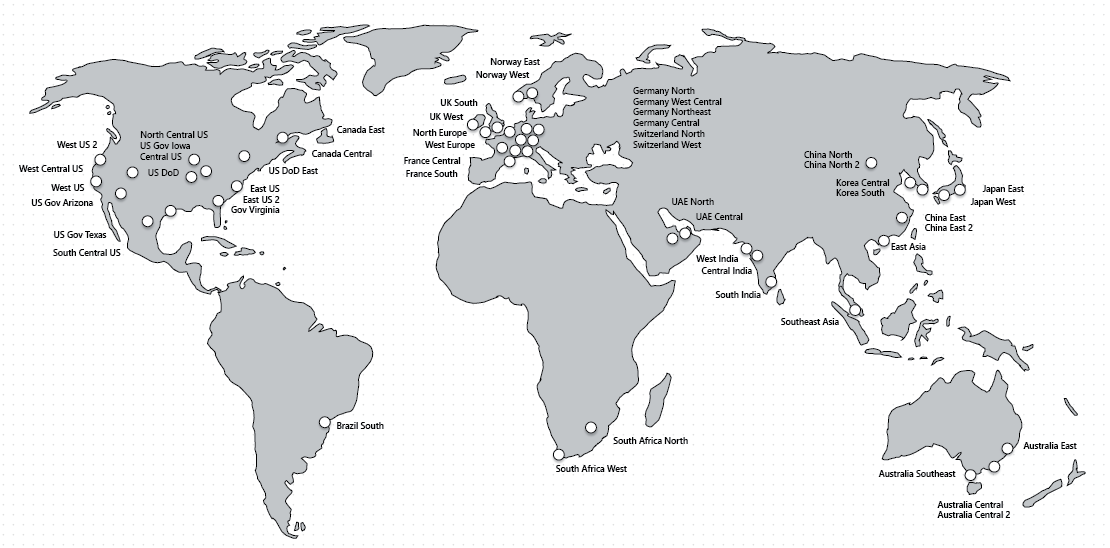 Norway East
Norway West
Germany North
Germany West Central
Germany Northeast
Germany Central
Switzerland North
Switzerland West
UK South
UK West
North Europe
West Europe
France Central
France South
Canada East
Canada Central
North Central US
US Gov Iowa
Central US
West US 2
West Central US
US DoD
US DoD East
West US
US Gov Arizona
East US
East US 2
Gov Virginia
US Gov Texas
South Central US
China North
China North 2
Korea Central
Korea South
Japan East
Japan West
UAE North
UAE Central
China East
China East 2
East Asia
West India
Central India
South India
Southeast Asia
Brazil South
South Africa North
South Africa West
Australia East
Australia Southeast
Australia Central
Australia Central 2